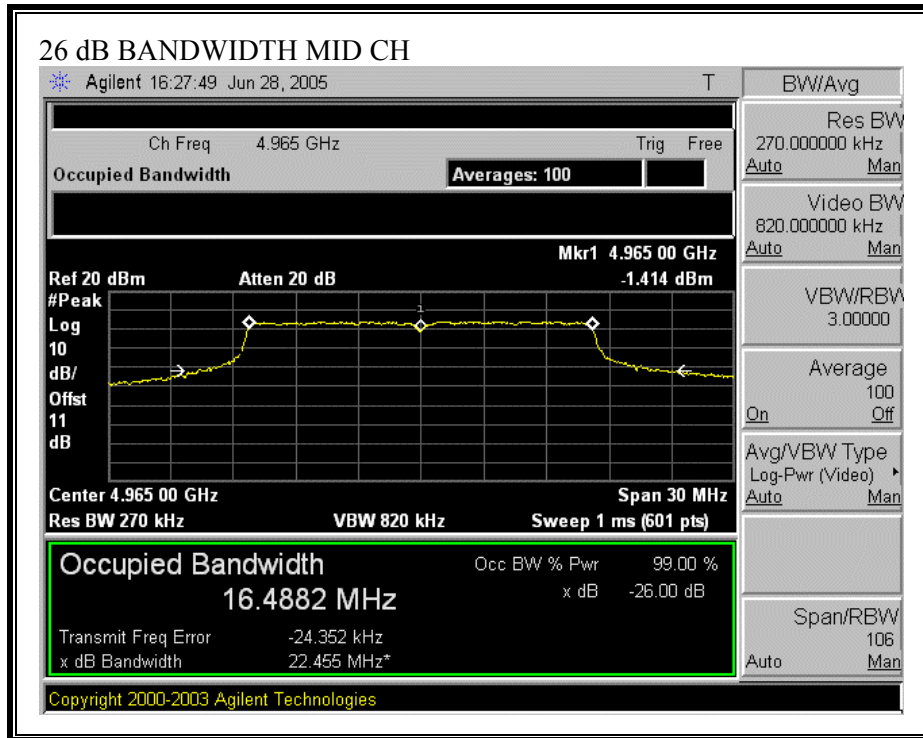 26 dB BANDWIDTH MID CH
Agilent 16:27:49 Jun 28, 2005 T
BW/Avg
Ch Freq 4.965 GHz Trig Free
Occupied Bandwidth Averages: 100
Mkr1 4.965 00 GHz
Ref 20 dBm Atten 20 dB -1.414 dBm
#Peak
Log
10
dB/
Offst
11
dB
1
Center 4.965 00 GHz Span 30 MHz
Res BW 270 kHz VBW 820 kHz Sweep 1 ms (601 pts)
Occupied Bandwidth
16.4882 MHz
Occ BW % Pwr 99.00 %
x dB -26.00 dB
Transmit Freq Error -24.352 kHz
x dB Bandwidth 22.455 MHz*
Copyright 2000-2003 Agilent Technologies
Res BW
270.000000 kHz
Auto Man
Video BW
820.000000 kHz
Auto Man
VBW/RBW
3.00000
Average
100
On Off
Avg/VBW Type
Log-Pwr (Video)
Auto Man
Span/RBW
106
Auto Man